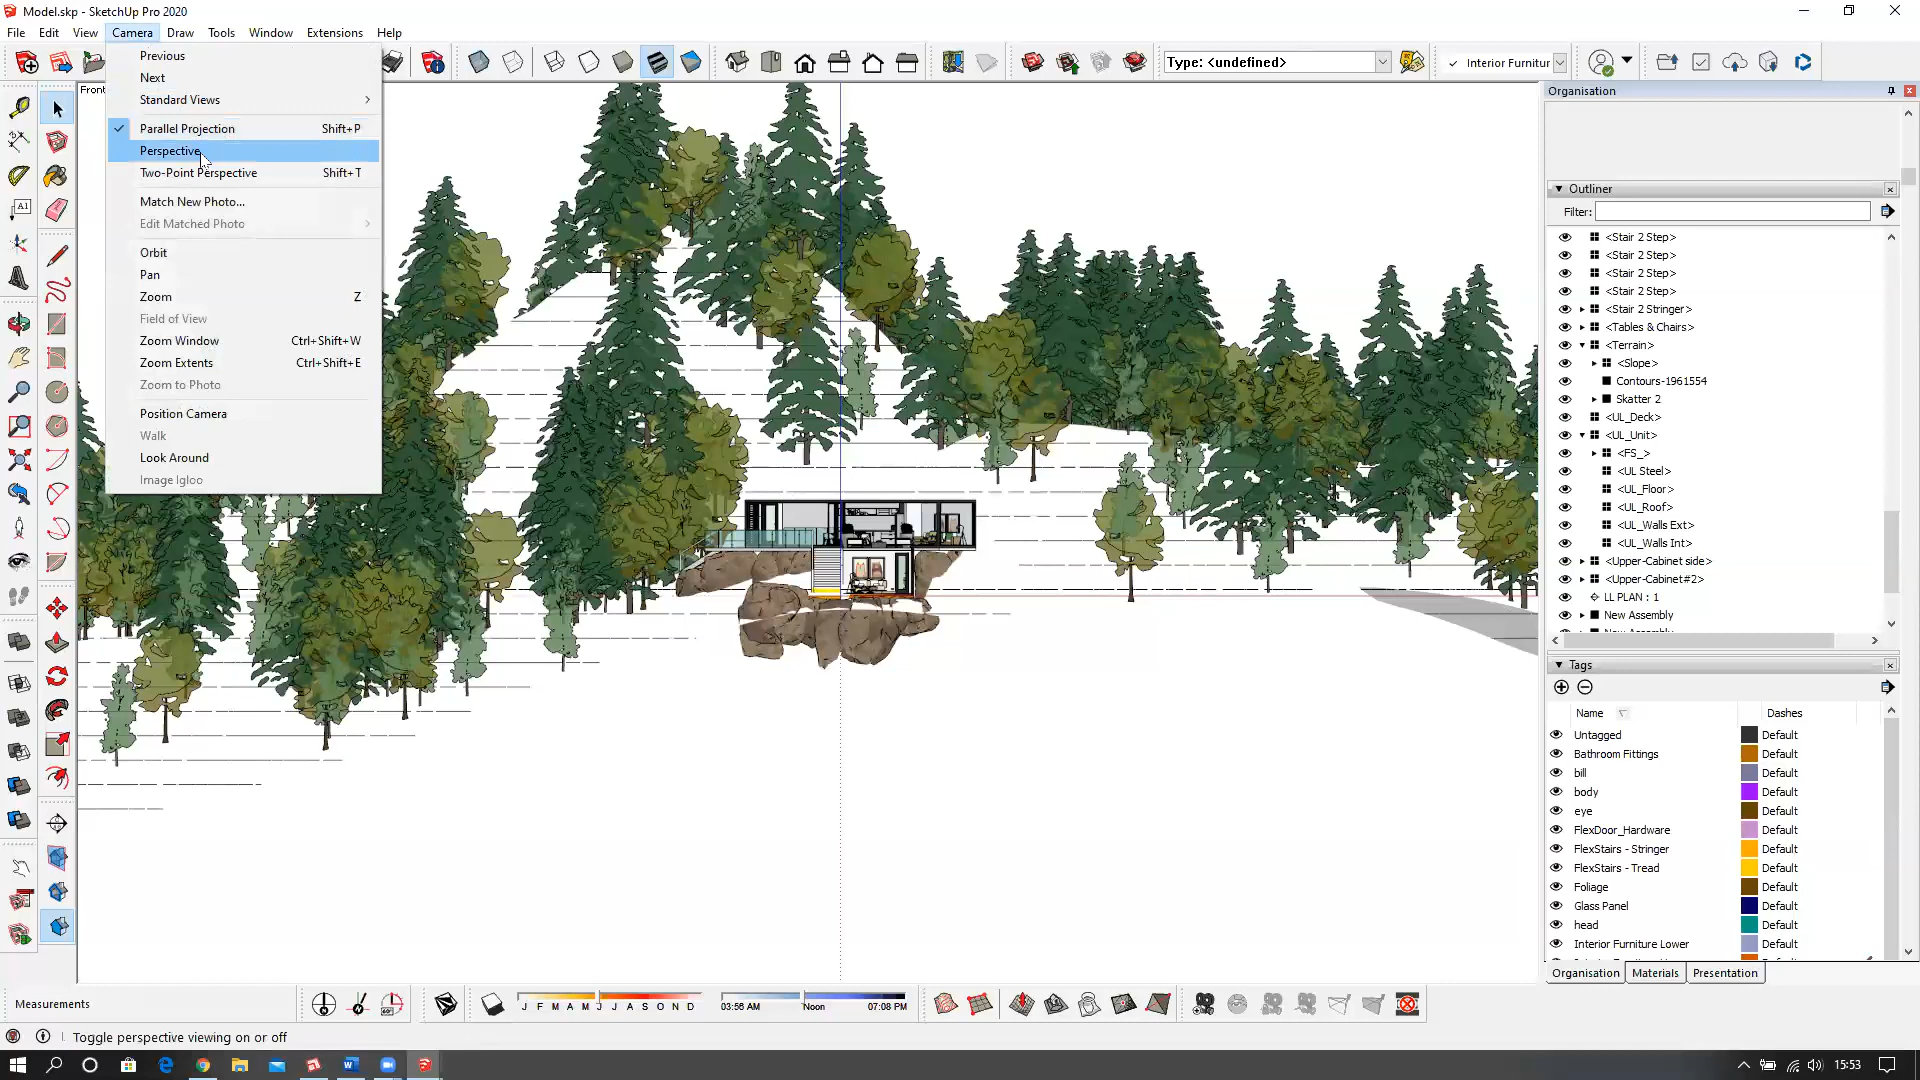 Model.skp - SketchUp Pro 2020
File Edit View Camera Draw Tools Window Extensions Help
Previous
Next
Standard Views
Parallel Projection Shift+P
Perspective
Two-Point Perspective Shift+T
Match New Photo...
Edit Matched Photo
Orbit
Pan
Zoom Z
Field of View
Zoom Window Ctrl+Shift+W
Zoom Extents Ctrl+Shift+E
Zoom to Photo
Position Camera
Walk
Look Around
Image Igloo
Type: <undefined>
Interior Furnitur
Front
A1
Organisation
Outliner
Filter:
<Stair 2 Step>
<Stair 2 Step>
<Stair 2 Step>
<Stair 2 Step>
<Stair 2 Stringer>
<Tables & Chairs>
<Terrain>
<Slope>
Contours-1961554
Skatter 2
<UL_Deck>
<UL_Unit>
<FS_>
<UL Steel>
<UL_Floor>
<UL_Roof>
<UL_Walls Ext>
<UL_Walls Int>
<Upper-Cabinet side>
<Upper-Cabinet#2>
LL PLAN : 1
New Assembly
Tags
Name Dashes
Untagged Default
Bathroom Fittings Default
bill Default
body Default
eye Default
FlexDoor_Hardware Default
FlexStairs - Stringer Default
FlexStairs - Tread Default
Foliage Default
Glass Panel Default
head Default
Interior Furniture Lower Default
Organisation Materials Presentation
Measurements
J F M A M J J A S O N D
03:56 AM Noon 07:08 PM
Toggle perspective viewing on or off
15:53